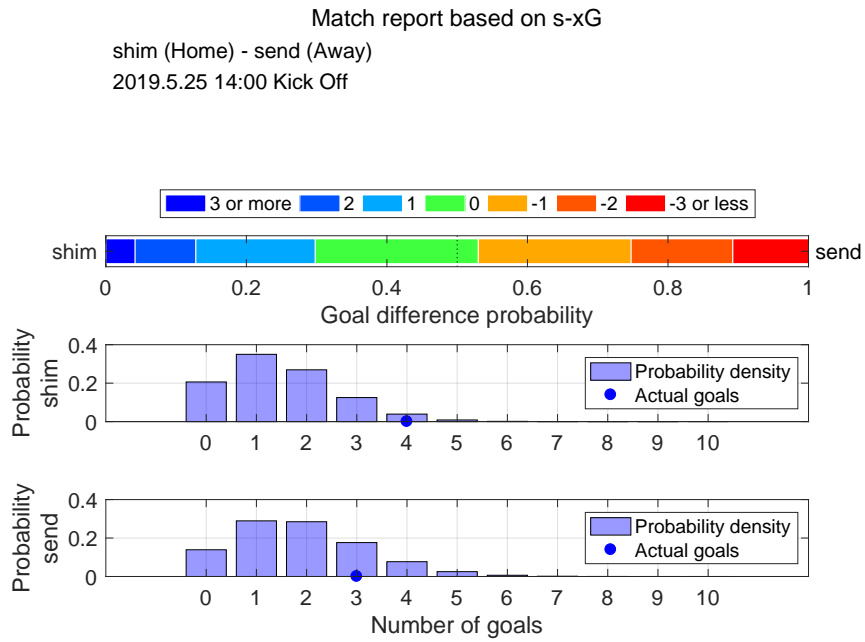 Match report based on s-xG
shim (Home) - send (Away)
2019.5.25 14:00 Kick Off
3 or more 2 1 0 -1 -2 -3 or less
shim send
0 0.2 0.4 0.6 0.8 1
Goal difference probability
Probability
shim
0.4
0.2
0
Probability density
Actual goals
0 1 2 3 4 5 6 7 8 9 10
Probability
send
0.4
0.2
0
Probability density
Actual goals
0 1 2 3 4 5 6 7 8 9 10
Number of goals